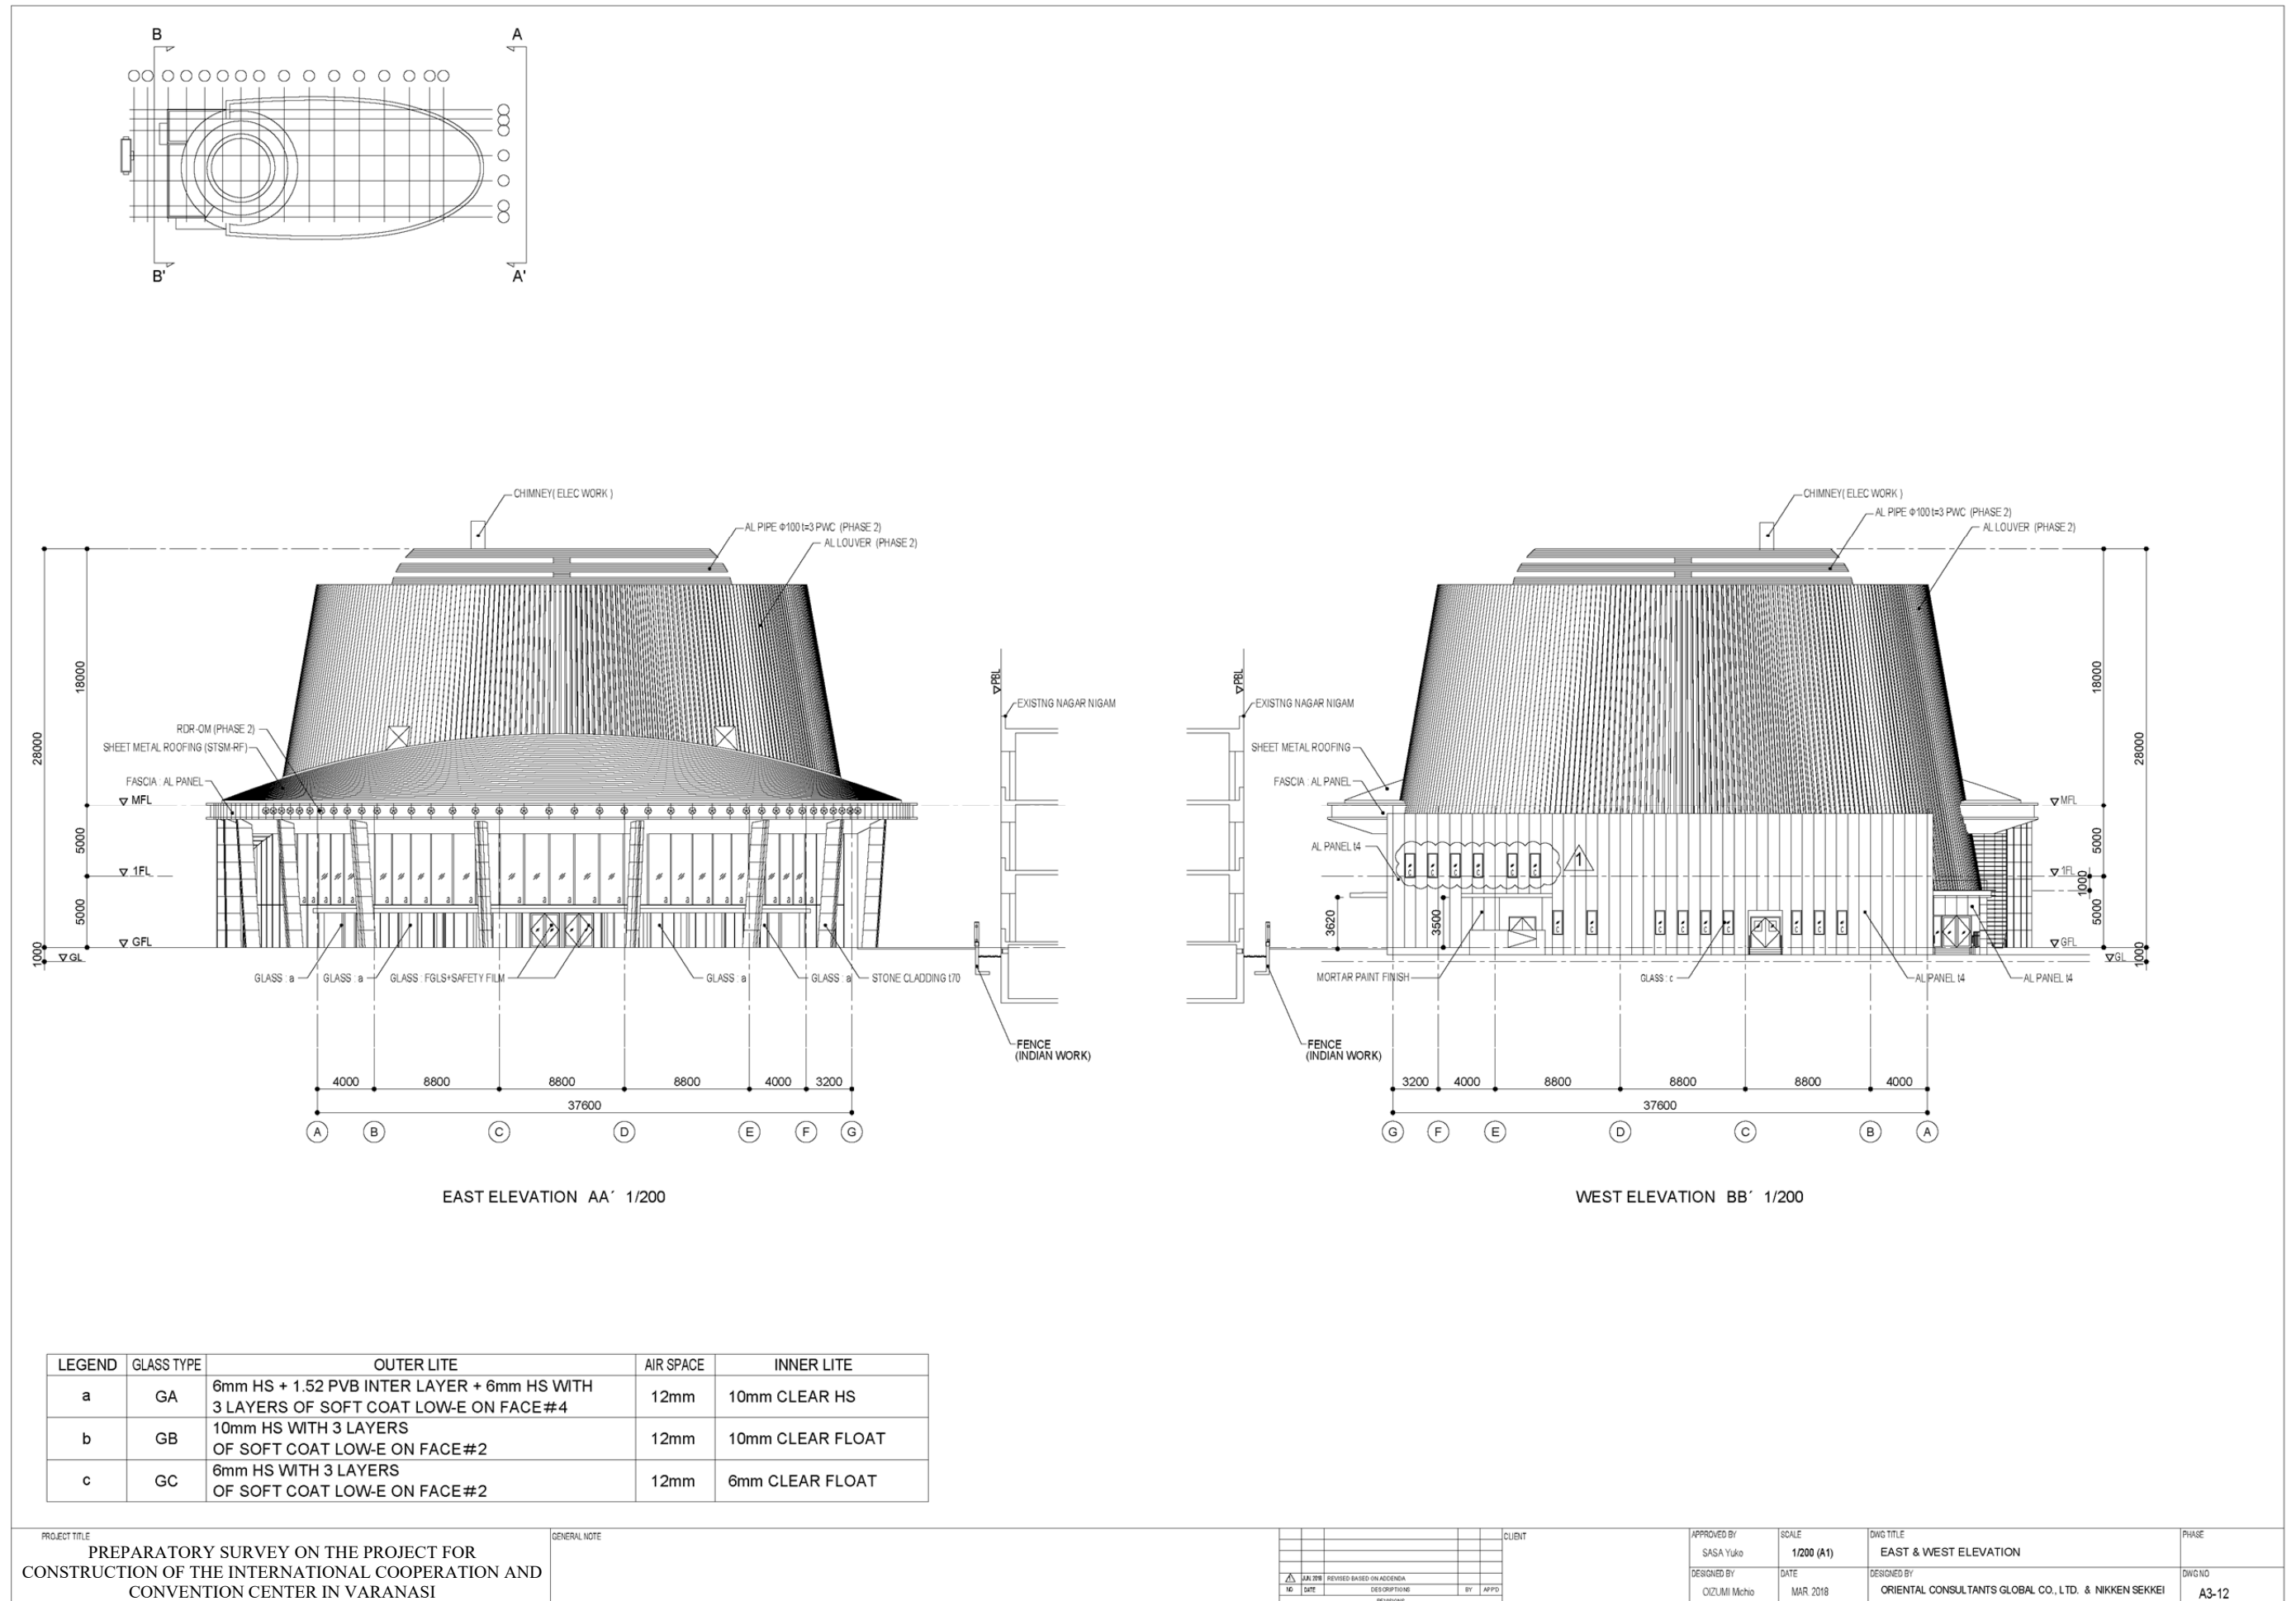 B
A
B'
A'
CHIMNEY( ELEC WORK )
AL PIPE Φ100 t=3 PWC (PHASE 2)
AL LOUVER (PHASE 2)
18000
28000
RDR-OM (PHASE 2)
SHEET METAL ROOFING (STSM-RF)
FASCIA : AL PANEL
MFL
5000
1FL
5000
GFL
1000
GL
GLASS : a
GLASS : a
GLASS : FGLS+SAFETY FILM
GLASS : a
GLASS : a
STONE CLADDING t70
PBL
EXISTNG NAGAR NIGAM
FENCE
(INDIAN WORK)
4000
8800
8800
8800
4000
3200
37600
A
B
C
D
E
F
G
EAST ELEVATION AA´ 1/200
CHIMNEY( ELEC WORK )
AL PIPE Φ100 t=3 PWC (PHASE 2)
AL LOUVER (PHASE 2)
PBL
EXISTNG NAGAR NIGAM
SHEET METAL ROOFING
FASCIA : AL PANEL
AL PANEL t4
1
18000
28000
MFL
5000
1FL
1000
5000
GFL
GL
1000
3620
3500
MORTAR PAINT FINISH
GLASS : c
AL PANEL t4
AL PANEL t4
FENCE
(INDIAN WORK)
3200
4000
8800
8800
8800
4000
37600
G
F
E
D
C
B
A
WEST ELEVATION BB´ 1/200
LEGEND GLASS TYPE OUTER LITE AIR SPACE INNER LITE
a GA 6mm HS + 1.52 PVB INTER LAYER + 6mm HS WITH
3 LAYERS OF SOFT COAT LOW-E ON FACE#4 12mm 10mm CLEAR HS
b GB 10mm HS WITH 3 LAYERS
OF SOFT COAT LOW-E ON FACE#2 12mm 10mm CLEAR FLOAT
c GC 6mm HS WITH 3 LAYERS
OF SOFT COAT LOW-E ON FACE#2 12mm 6mm CLEAR FLOAT
PROJECT TITLE
PREPARATORY SURVEY ON THE PROJECT FOR
CONSTRUCTION OF THE INTERNATIONAL COOPERATION AND
CONVENTION CENTER IN VARANASI
GENERAL NOTE
JUN. 2018 REVISED BASED ON ADDENDA
NO DATE DESCRIPTIONS BY APP'D
REVISIONS
CLIENT
APPROVED BY
SASA Yuko
SCALE
1/200 (A1)
DWG TITLE
EAST & WEST ELEVATION
PHASE
DESIGNED BY
OIZUMI Michio
DATE
MAR. 2018
DESIGNED BY
ORIENTAL CONSULTANTS GLOBAL CO., LTD. & NIKKEN SEKKEI
DWG NO
A3-12